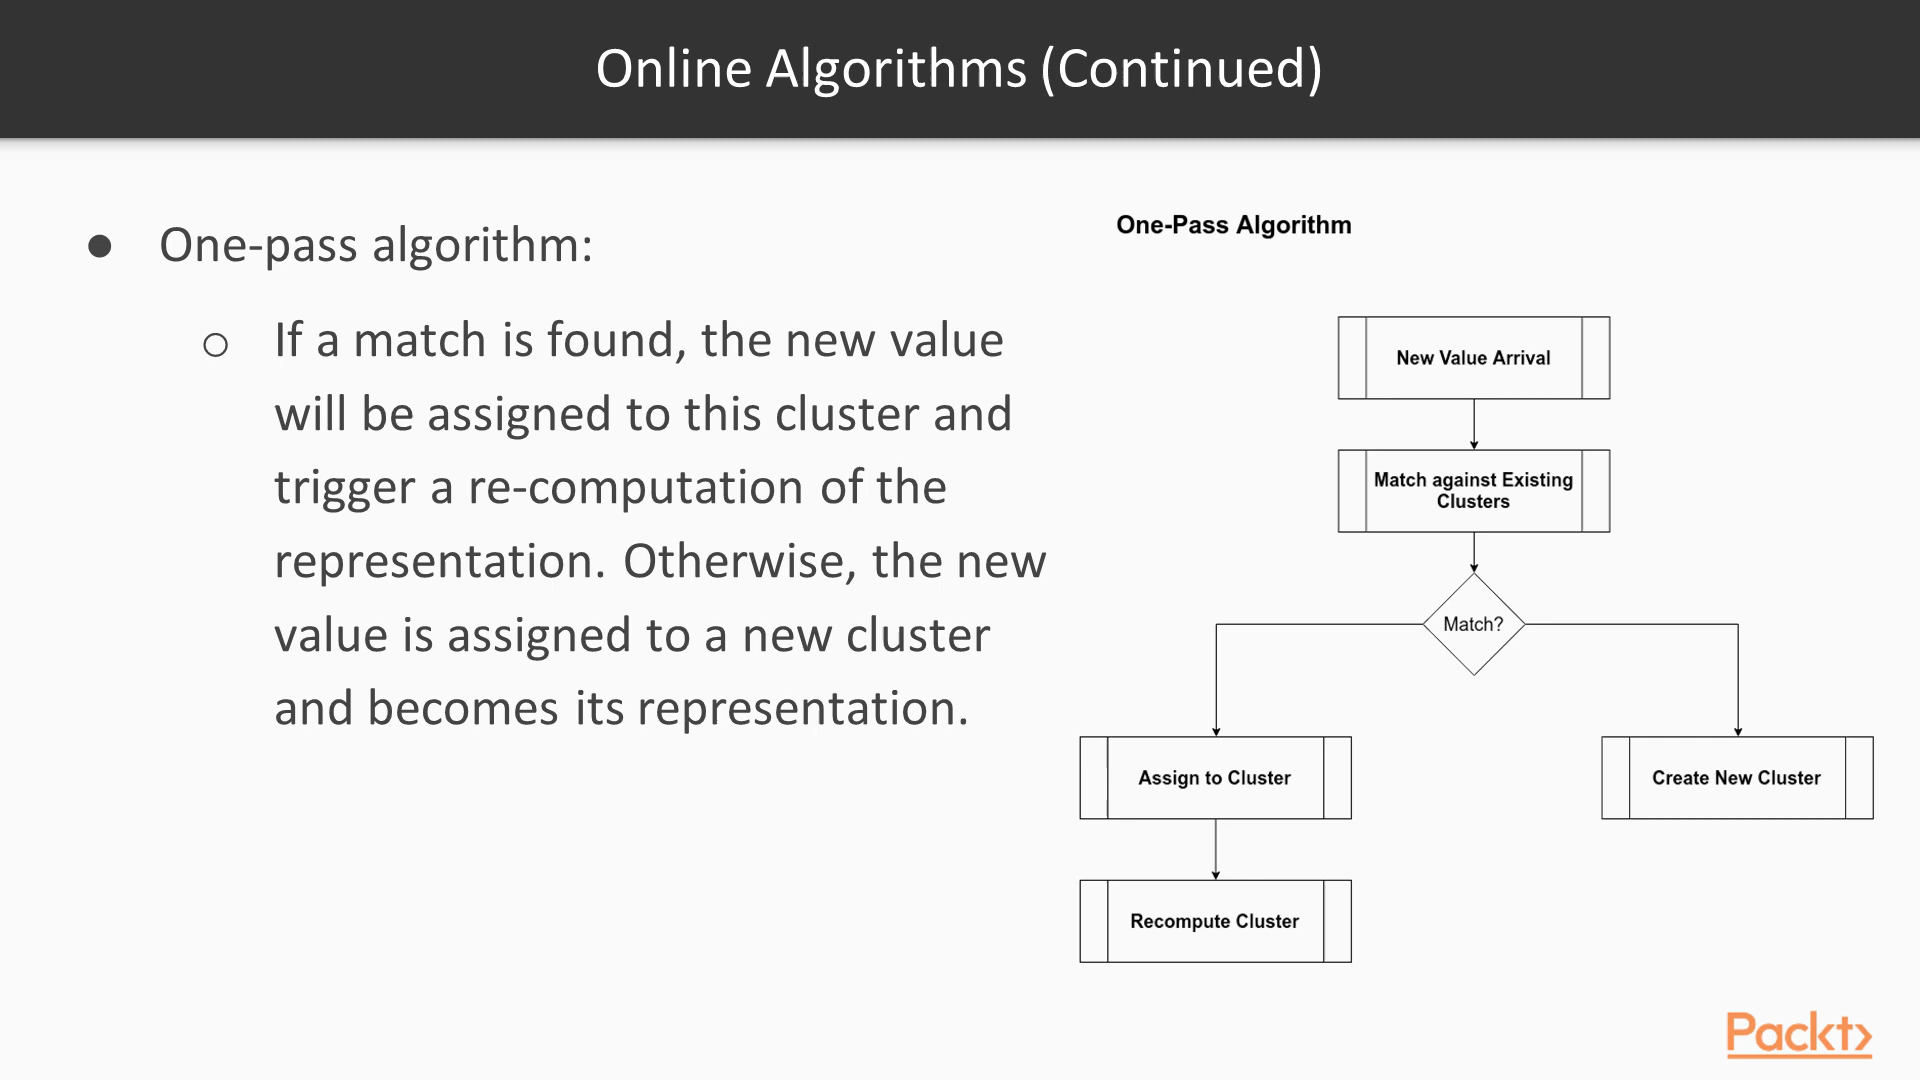 Online Algorithms (Continued)
One-pass algorithm:
If a match is found, the new value
will be assigned to this cluster and
trigger a re-computation of the
representation. Otherwise, the new
value is assigned to a new cluster
and becomes its representation.
One-Pass Algorithm
New Value Arrival
Match against Existing
Clusters
Match?
Assign to Cluster
Create New Cluster
Recompute Cluster
Packt>